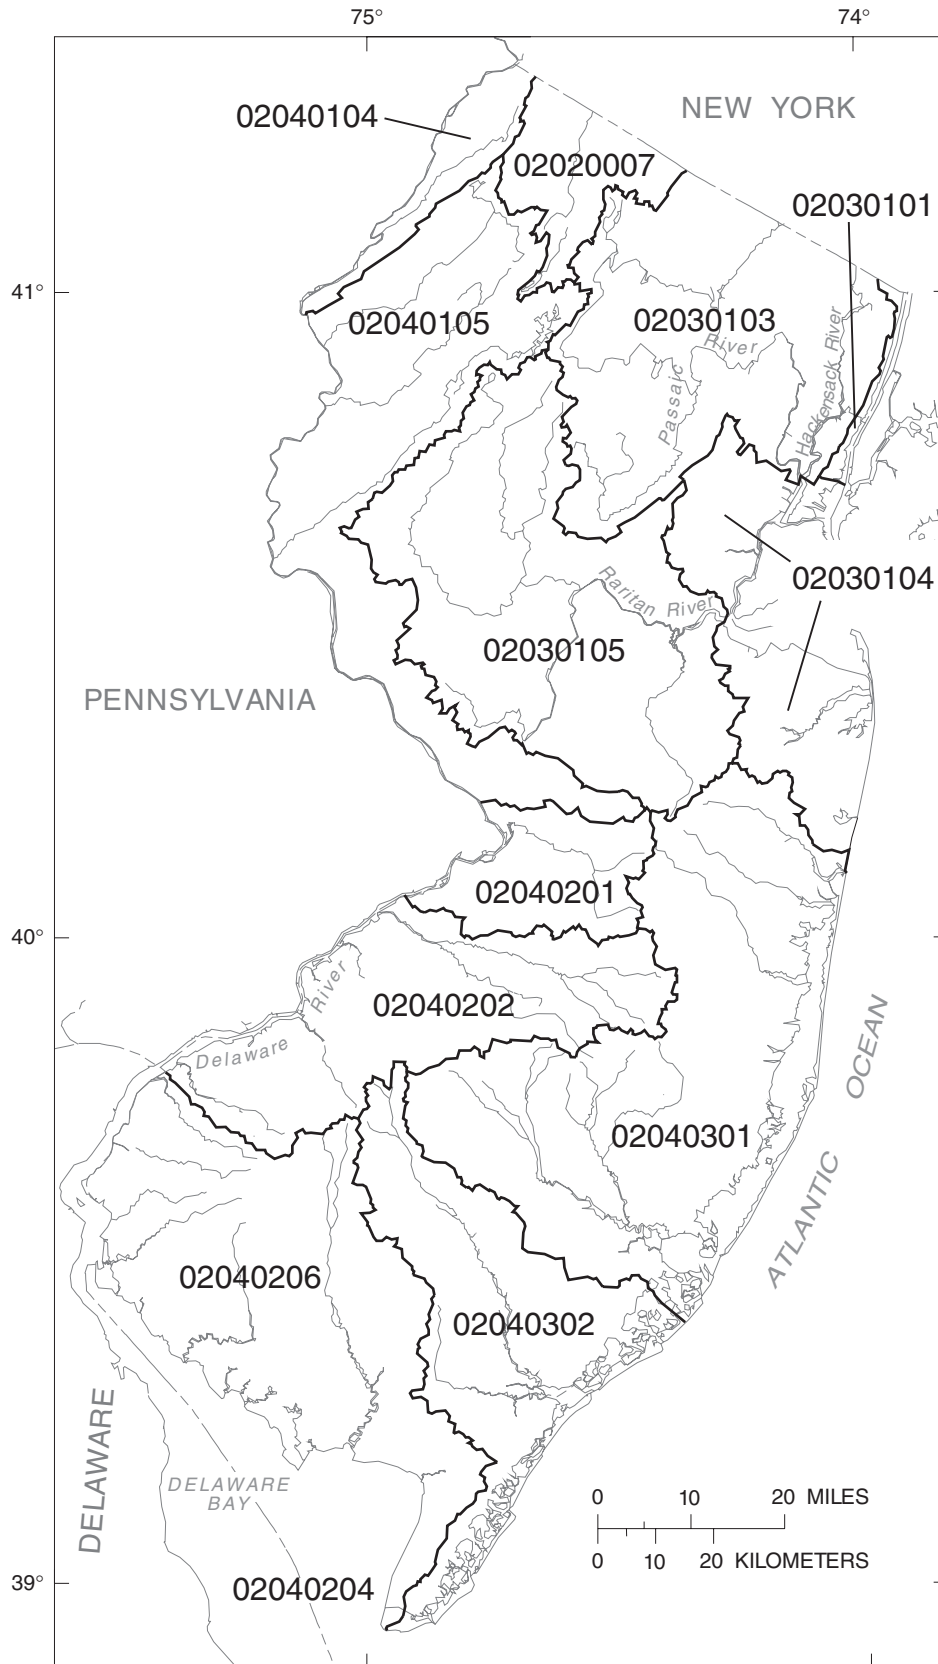 75° 74°
NEW YORK
02040104
02020007
02030101
41°
02040105
02030103
River
Passaic
Hackensack River
02030104
Raritan River
02030105
PENNSYLVANIA
02040201
40°
River
02040202
Delaware
ATLANTIC OCEAN
02040301
02040206
02040302
DELAWARE
DELAWARE
BAY
0 10 20 MILES
0 10 20 KILOMETERS
39°
02040204